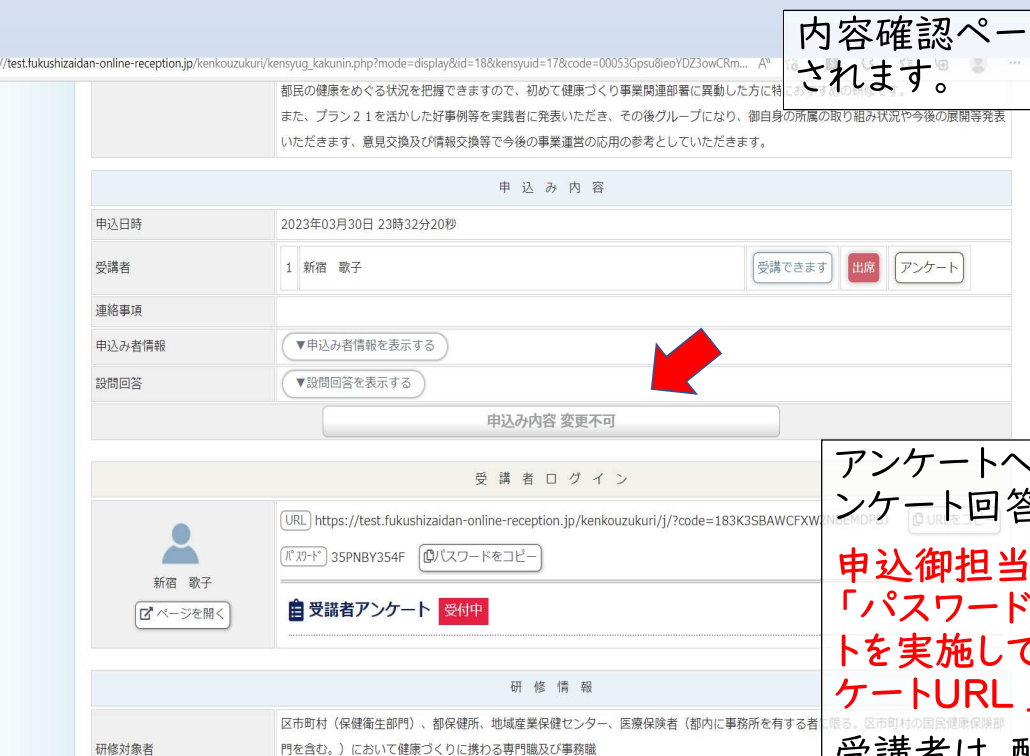 内容確認ペー
されます。
//test.fukushizaidan-online-reception.jp/kenkouzukuri/kensyug_kakunin.php?mode=display&id=18&kensyuid=17&code=00053Gpsu8ieoYDZ3owCRm...
都民の健康をめぐる状況を把握できますので、初めて健康づくり事業関連部署に異動した方に特におすすめの研修です。
また、プラン２１を活かした好事例等を実践者に発表いただき、その後グループになり、御自身の所属の取り組み状況や今後の展開等発表
いただきます、意見交換及び情報交換等で今後の事業運営の応用の参考としていただきます。
申 込 み 内 容
申込日時 2023年03月30日 23時32分20秒
受講者 1 新宿 歌子 受講できます 出席 アンケート
連絡事項
申込み者情報 ▼申込み者情報を表示する
設問回答 ▼設問回答を表示する
申込み内容 変更不可
受 講 者 ロ グ イ ン
URL https://test.fukushizaidan-online-reception.jp/kenkouzukuri/j/?code=183K3SBAWCFXW
URLをコピー
ﾊﾟｽﾜｰﾄﾞ 35PNBY354F パスワードをコピー
新宿 歌子
ページを開く
受講者アンケート 受付中
アンケートへ
ンケート回答
申込御担当
「パスワード
トを実施して
ケートURL
受講者は
研 修 情 報
研修対象者
区市町村（保健衛生部門）、都保健所、地域産業保健センター、医療保険者（都内に事務所を有する者に限る。区市町村の国民健康保険部
門を含む。）において健康づくりに携わる専門職及び事務職